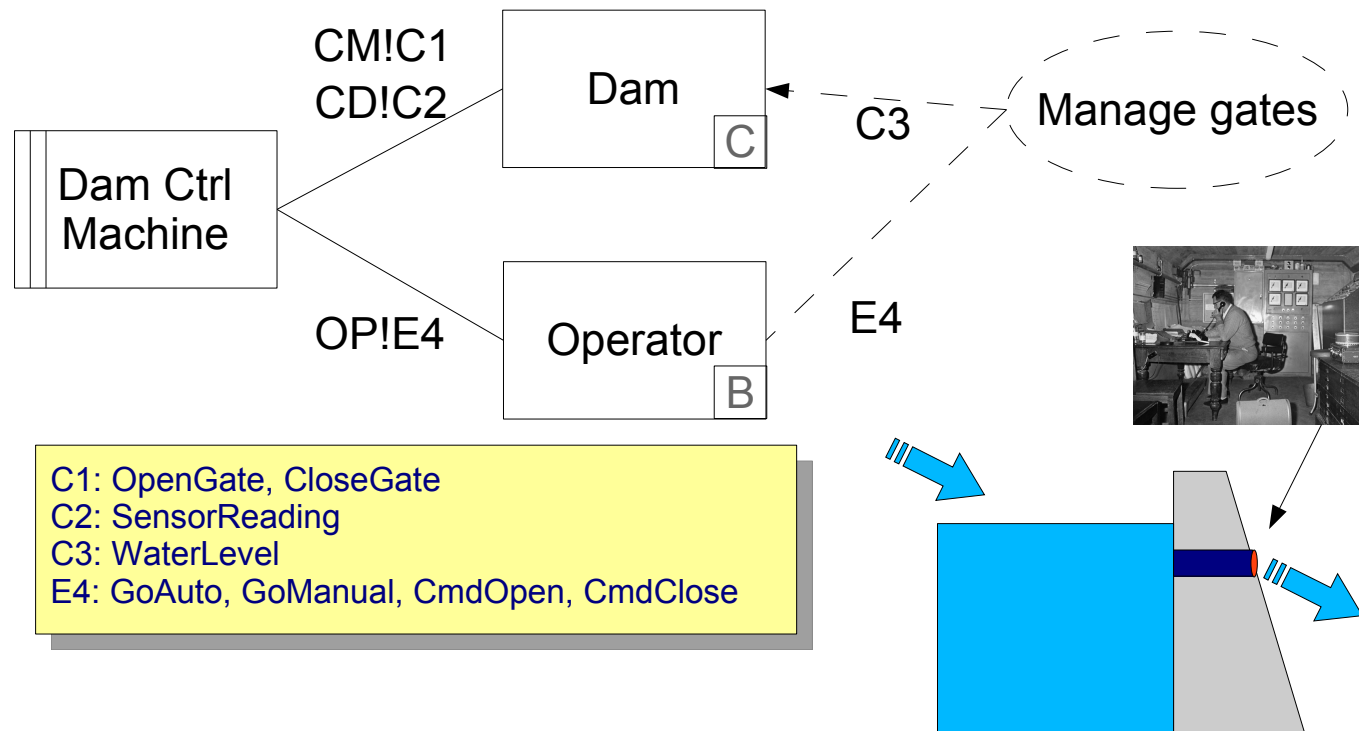 CM!C1
CD!C2
Dam
C
C3
Manage gates
Dam Ctrl
Machine
OP!E4
Operator
B
E4
C1: OpenGate, CloseGate
C2: SensorReading
C3: WaterLevel
E4: GoAuto, GoManual, CmdOpen, CmdClose